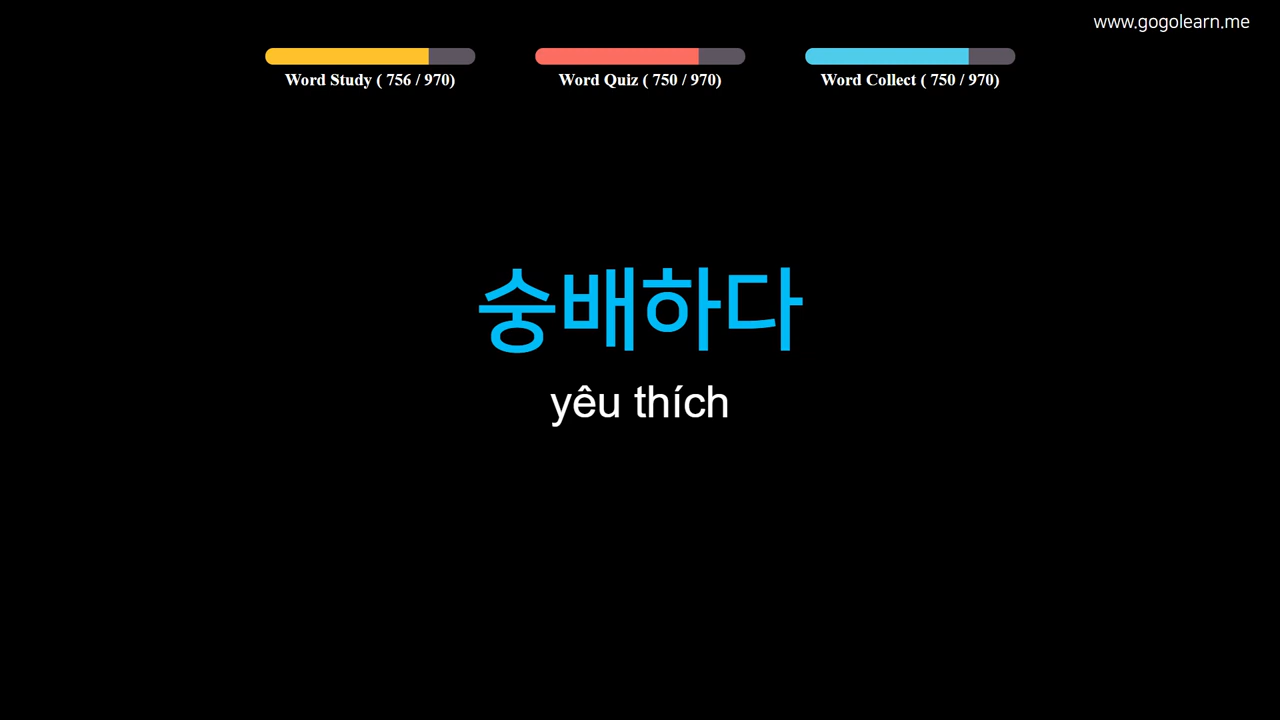 www.gogolearn.me
Word Study ( 756 / 970)
Word Quiz ( 750 / 970)
Word Collect ( 750 / 970)
숭배하다
yêu thích